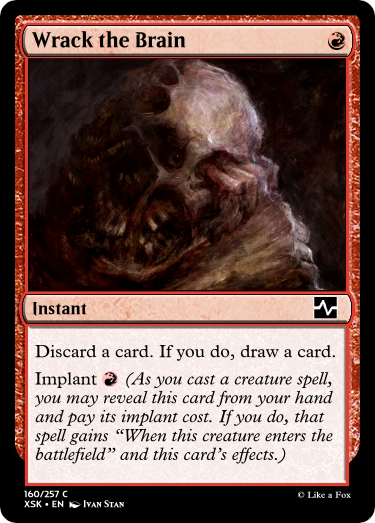 Wrack the Brain
Instant
Discard a card. If you do, draw a card.
Implant (As you cast a creature spell,
you may reveal this card from your hand
and pay its implant cost. If you do, that
spell gains “When this creature enters the
battlefield” and this card’s effects.)
160/257 C
XSK • EN Ivan Stan
© Like a Fox